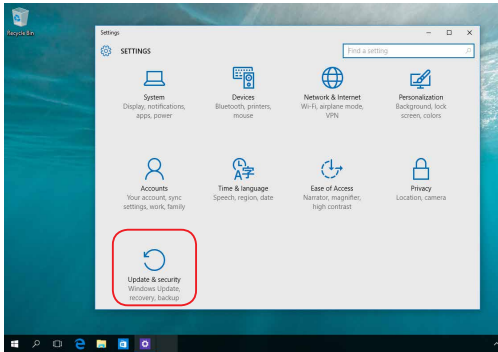 Recycle Bin
Settings
SETTINGS
Find a setting
System
Display, notifications,
apps, power
Devices
Bluetooth, printers,
mouse
Network & Internet
Wi-Fi, airplane mode,
VPN
Personalization
Background, lock
screen, colors
Accounts
Your account, sync
settings, work, family
Time & language
Speech, region, date
Ease of Access
Narrator, magnifier,
high contrast
Privacy
Location, camera
Update & security
Windows Update,
recovery, backup